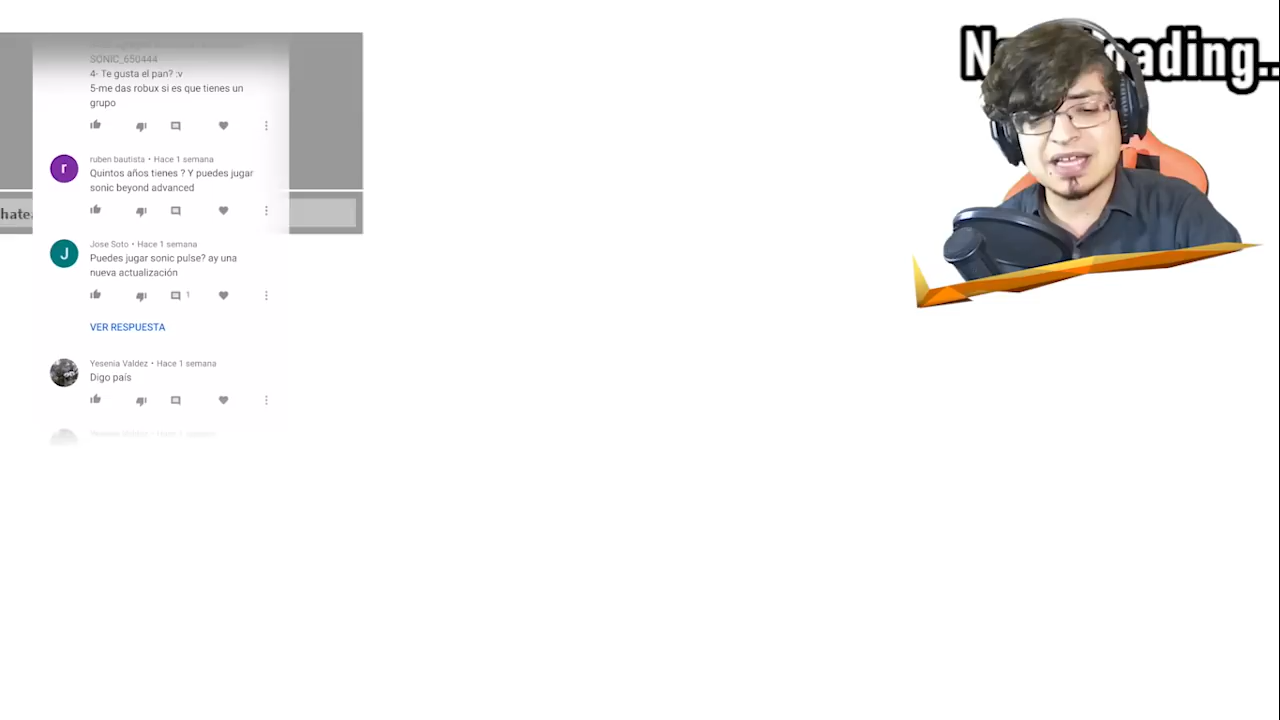 SONIC_650444
4- Te gusta el pan? :v
5-me das robux si es que tienes un
grupo
ruben bautista • Hace 1 semana
Quintos años tienes ? Y puedes jugar
sonic beyond advanced
Jose Soto • Hace 1 semana
Puedes jugar sonic pulse? ay una
nueva actualización
1
VER RESPUESTA
Yesenia Valdez • Hace 1 semana
Digo país